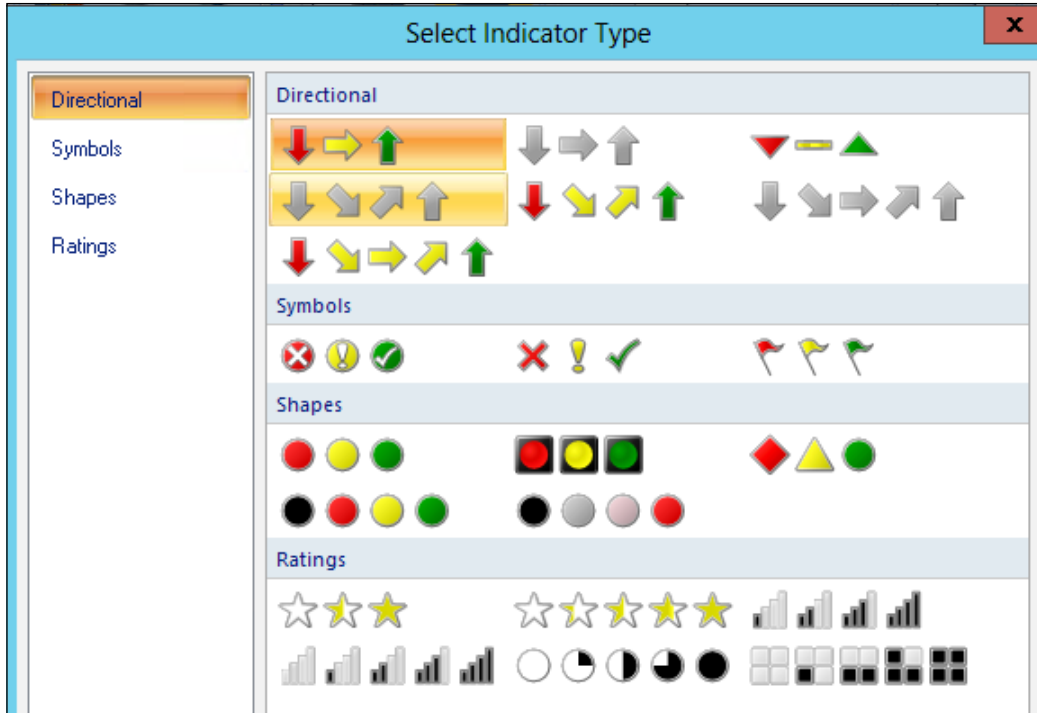 Select Indicator Type
x
Directional
Symbols
Shapes
Ratings
Directional
Symbols
Shapes
Ratings